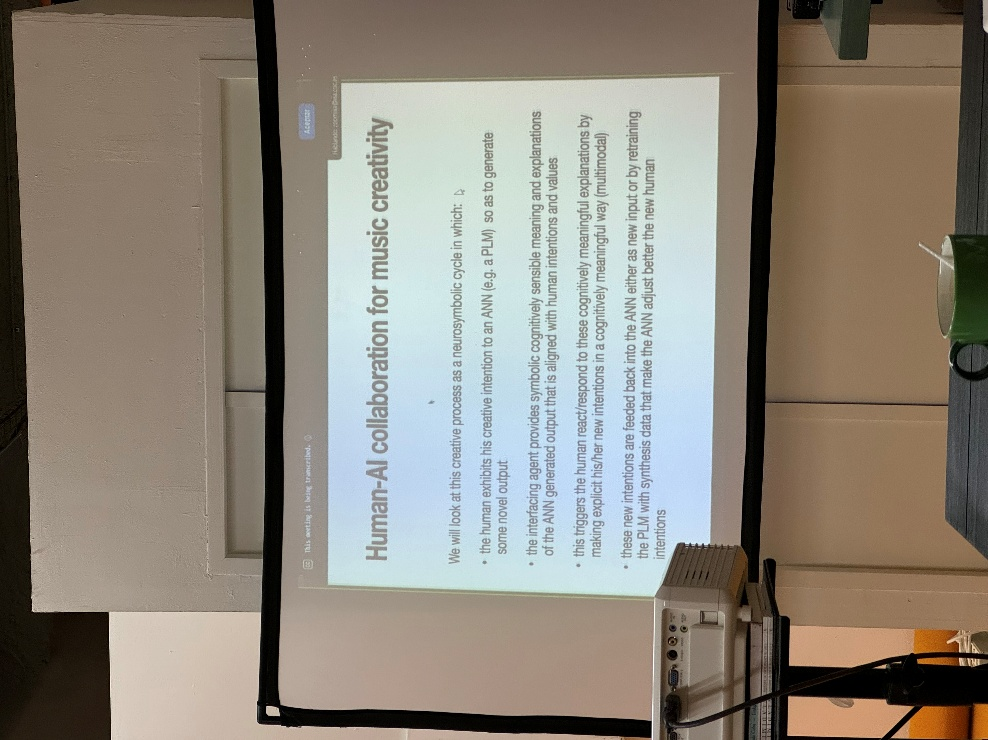 This meeting is being transcribed.
Aceptar
Human-AI collaboration for music creativity
We will look at this creative process as a neurosymbolic cycle in which:
• the human exhibits his creative intention to an ANN (e.g. a PLM) so as to generate
some novel output
• the interfacing agent provides symbolic cognitively sensible meaning and explanations
of the ANN generated output that is aligned with human intentions and values
• this triggers the human react/respond to these cognitively meaningful explanations by
making explicit his/her new intentions in a cognitively meaningful way (multimodal)
• these new intentions are feeded back into the ANN either as new input or by retraining
the PLM with synthesis data that make the ANN adjust better the new human
intentions